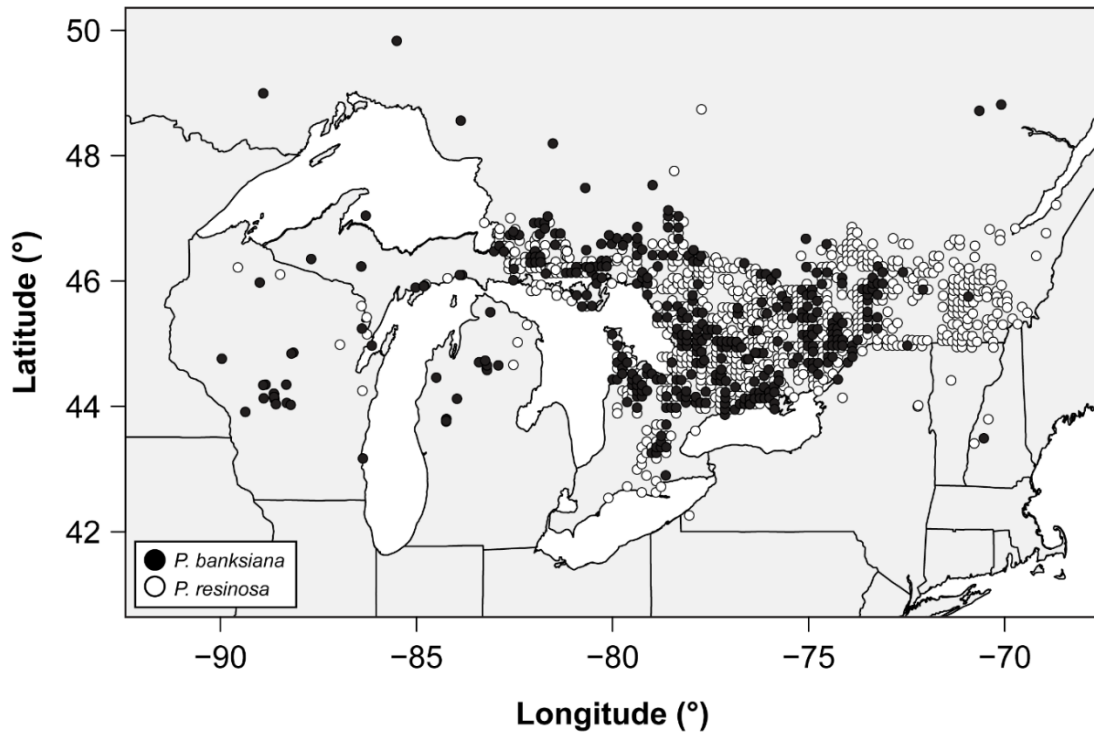 50
48
46
44
42
Latitude (°)
P. banksiana
P. resinosa
−90
−85
−80
−75
−70
Longitude (°)